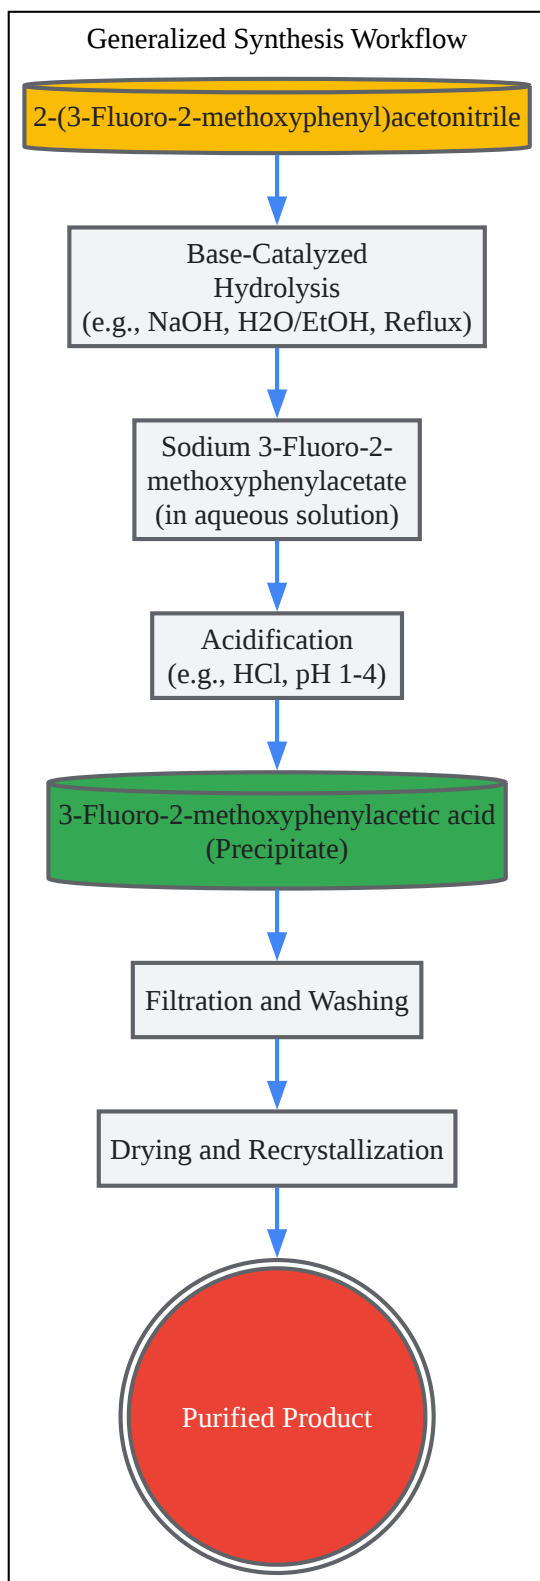 Generalized Synthesis Workflow
2-(3-Fluoro-2-methoxyphenyl)acetonitrile
Base-Catalyzed
Hydrolysis
(e.g., NaOH, H2O/EtOH, Reflux)
Sodium 3-Fluoro-2-
methoxyphenylacetate
(in aqueous solution)
Acidification
(e.g., HCl, pH 1-4)
3-Fluoro-2-methoxyphenylacetic acid
(Precipitate)
Filtration and Washing
Drying and Recrystallization
Purified Product